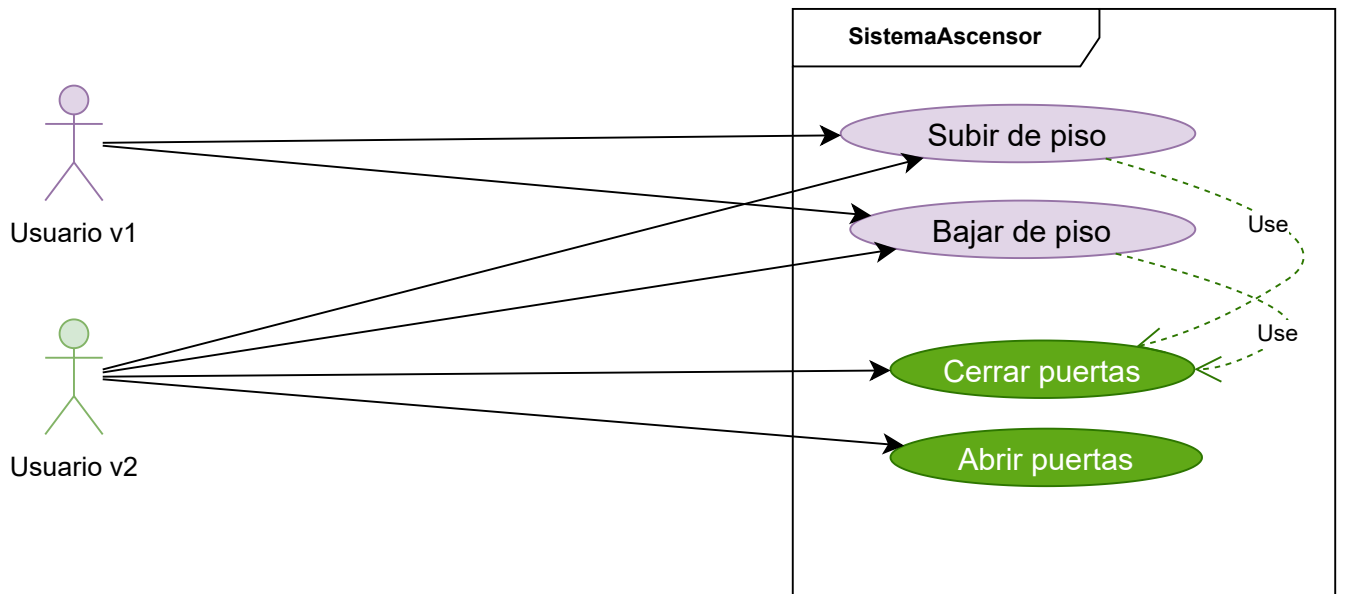 SistemaAscensor
Subir de piso
Usuario v1
Use
Bajar de piso
Use
Cerrar puertas
Usuario v2
Abrir puertas